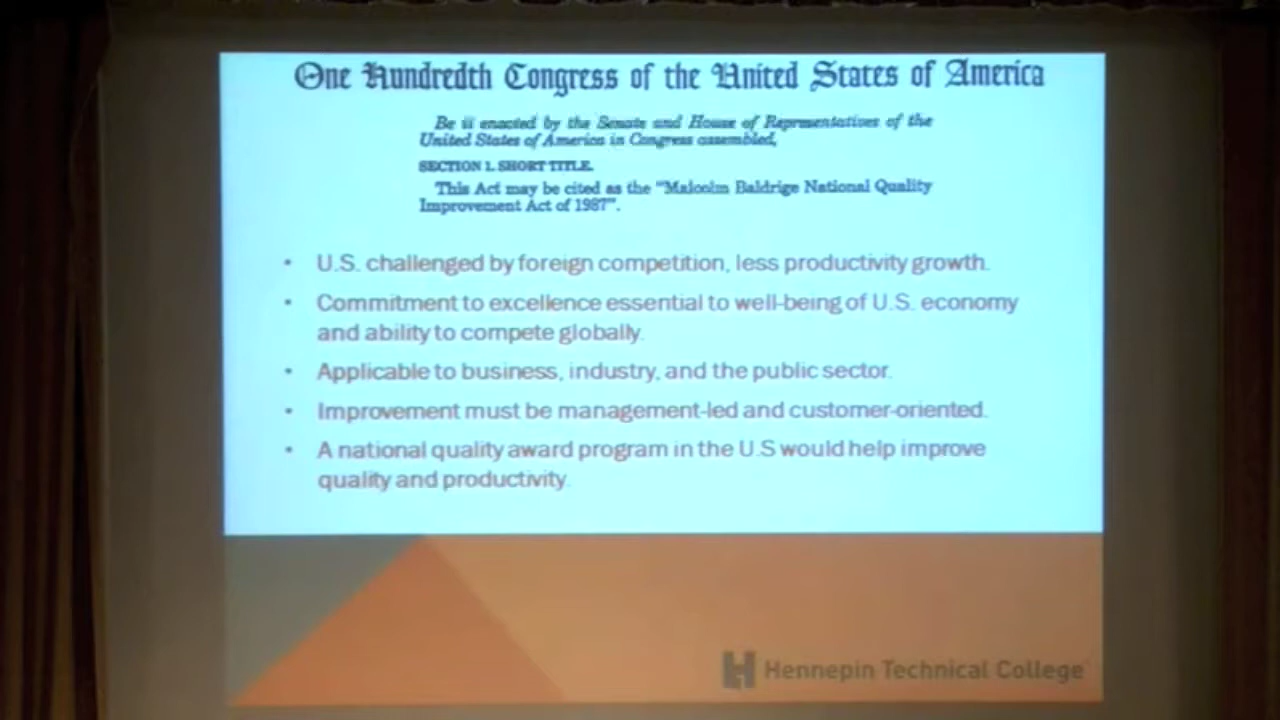 One Hundredth Congress of the United States of America
Be it enacted by the Senate and House of Representatives of the
United States of America in Congress assembled,
SECTION 1. SHORT TITLE.
This Act may be cited as the "Malcolm Baldrige National Quality
Improvement Act of 1987".
• U.S. challenged by foreign competition, less productivity growth.
• Commitment to excellence essential to well-being of U.S. economy
and ability to compete globally.
• Applicable to business, industry, and the public sector.
• Improvement must be management-led and customer-oriented.
• A national quality award program in the U.S would help improve
quality and productivity.
Hennepin Technical College